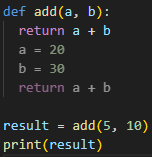 def add(a, b):
    return a + b
    a = 20
    b = 30
    return a + b

result = add(5, 10)
print(result)